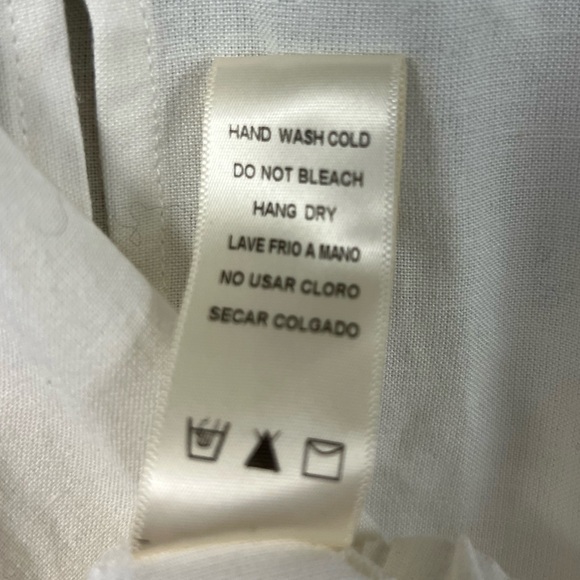 HAND WASH COLD
DO NOT BLEACH
HANG DRY
LAVE FRIO A MANO
NO USAR CLORO
SECAR COLGADO